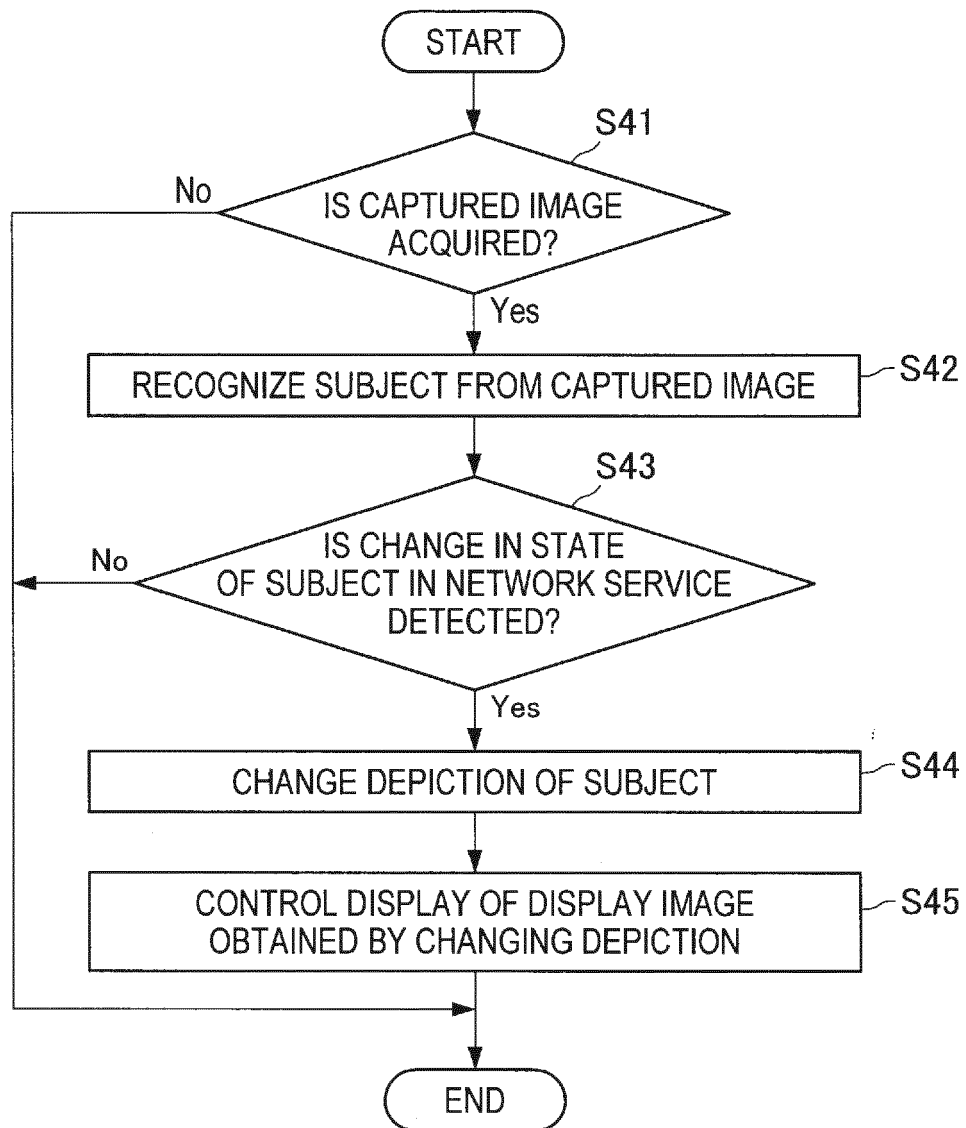 START
S41
No
IS CAPTURED IMAGE
ACQUIRED?
Yes
RECOGNIZE SUBJECT FROM CAPTURED IMAGE
S42
S43
No
IS CHANGE IN STATE
OF SUBJECT IN NETWORK SERVICE
DETECTED?
Yes
CHANGE DEPICTION OF SUBJECT
S44
CONTROL DISPLAY OF DISPLAY IMAGE
OBTAINED BY CHANGING DEPICTION
S45
END